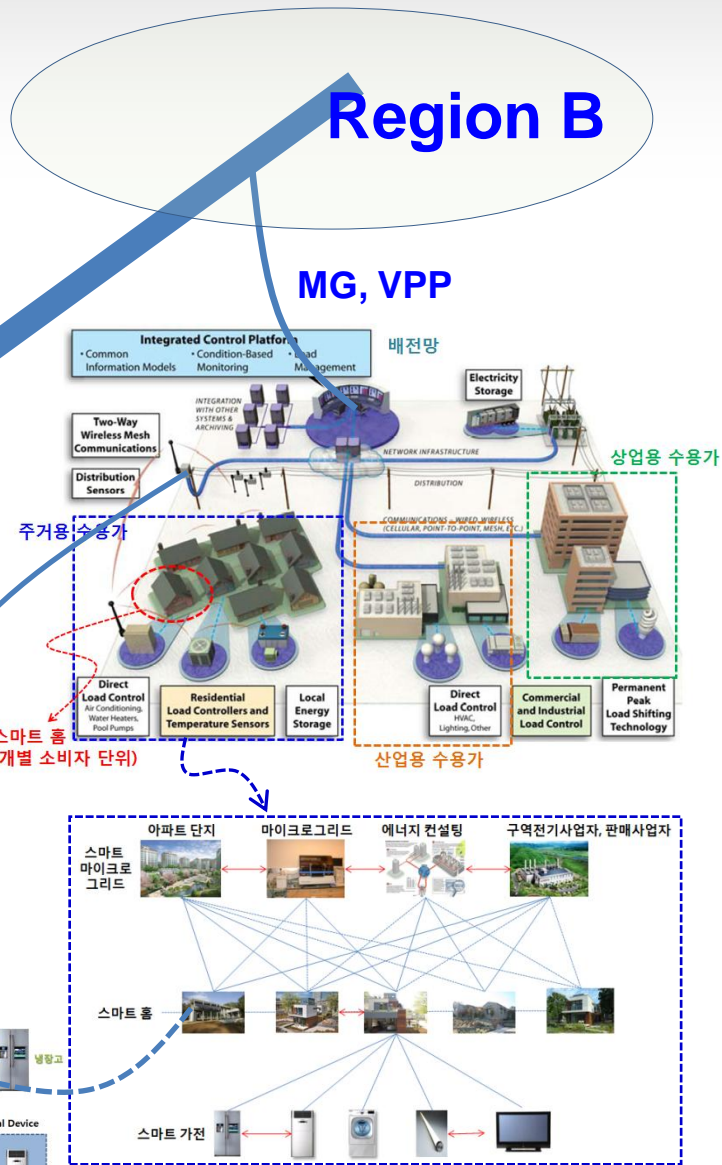 Region B
MG, VPP
배전망
Integrated Control Platform
• Common
Information Models
• Condition-Based
Monitoring
• Load
Management
INTEGRATION
WITH OTHER
SYSTEMS &
ARCHIVING
Electricity
Storage
Two-Way
Wireless Mesh
Communications
NETWORK INFRASTRUCTURE
상업용 수용가
Distribution
Sensors
DISTRIBUTION
주거용 수용가
COMMUNICATIONS - WIRED, WIRELESS
(CELLULAR, POINT-TO-POINT, MESH, ETC.)
Direct
Load Control
Air Conditioning,
Water Heaters,
Pool Pumps
Residential
Load Controllers and
Temperature Sensors
Local
Energy
Storage
Direct
Load Control
HVAC,
Lighting, Other
Commercial
and Industrial
Load Control
Permanent
Peak
Load Shifting
Technology
스마트 홈
개별 소비자 단위)
산업용 수용가
아파트 단지
마이크로그리드
에너지 컨설팅
구역전기사업자, 판매사업자
스마트
마이크로
그리드
스마트 홈
냉장고
al Device
스마트 가전